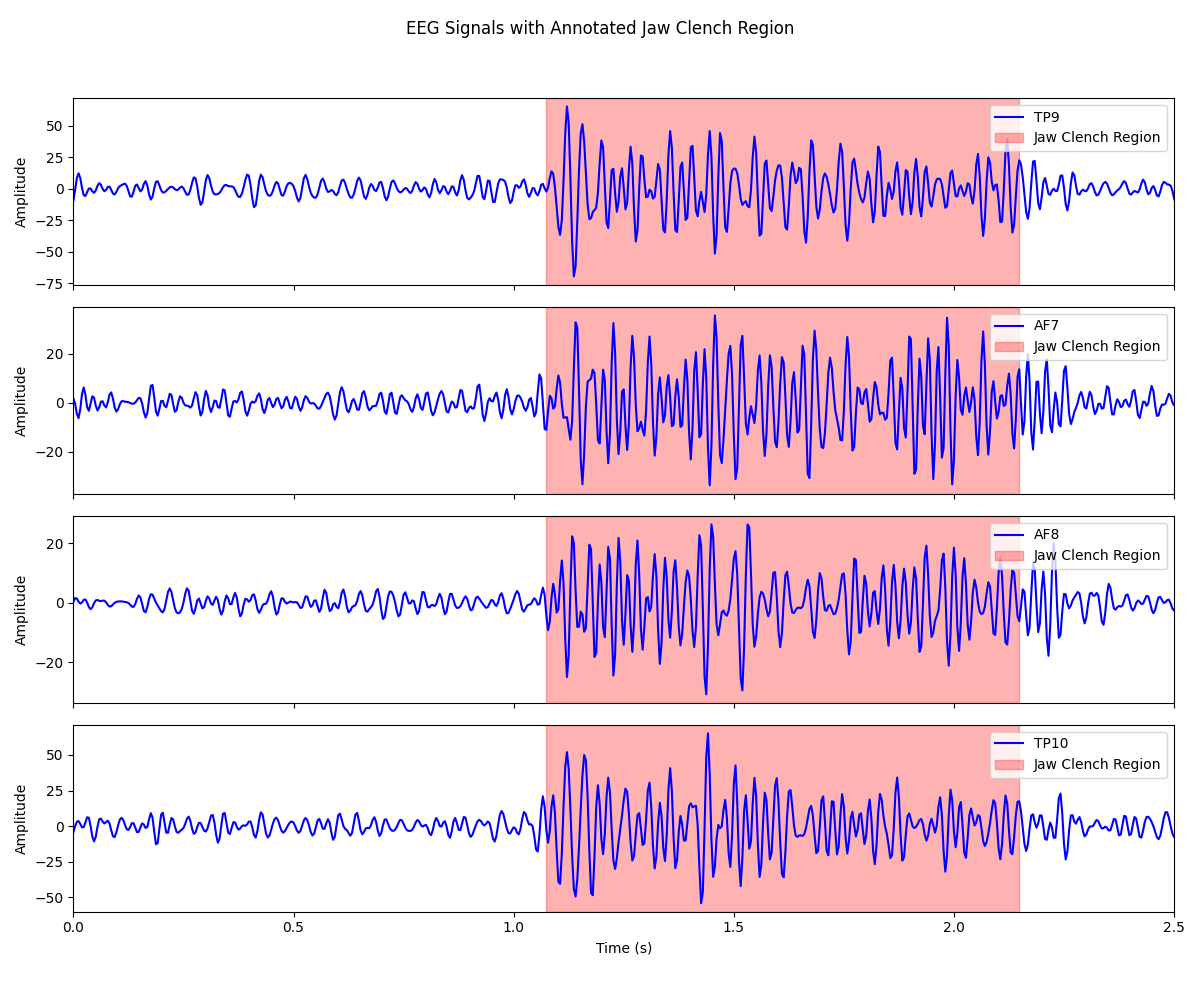 EEG Signals with Annotated Jaw Clench Region
Amplitude
50
25
0
−25
−50
−75
TP9
Jaw Clench Region
Amplitude
20
0
−20
AF7
Jaw Clench Region
Amplitude
20
0
−20
AF8
Jaw Clench Region
Amplitude
50
25
0
−25
−50
TP10
Jaw Clench Region
0.0 0.5 1.0 1.5 2.0 2.5
Time (s)